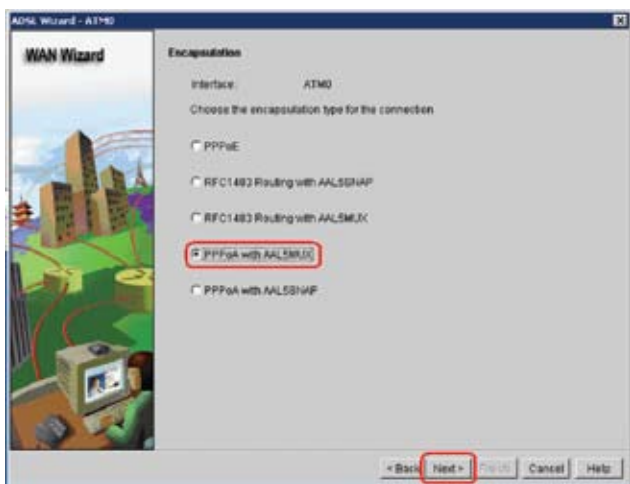 ADSL Wizard - ATM0
WAN Wizard
Encapsulation
Interface: ATM0
Choose the encapsulation type for the connection
PPPoE
RFC1483 Routing with AAL5SNAP
RFC1483 Routing with AAL5MUX
PPPoA with AAL5MUX
PPPoA with AAL5SNAP
< Back Next > Finish Cancel Help